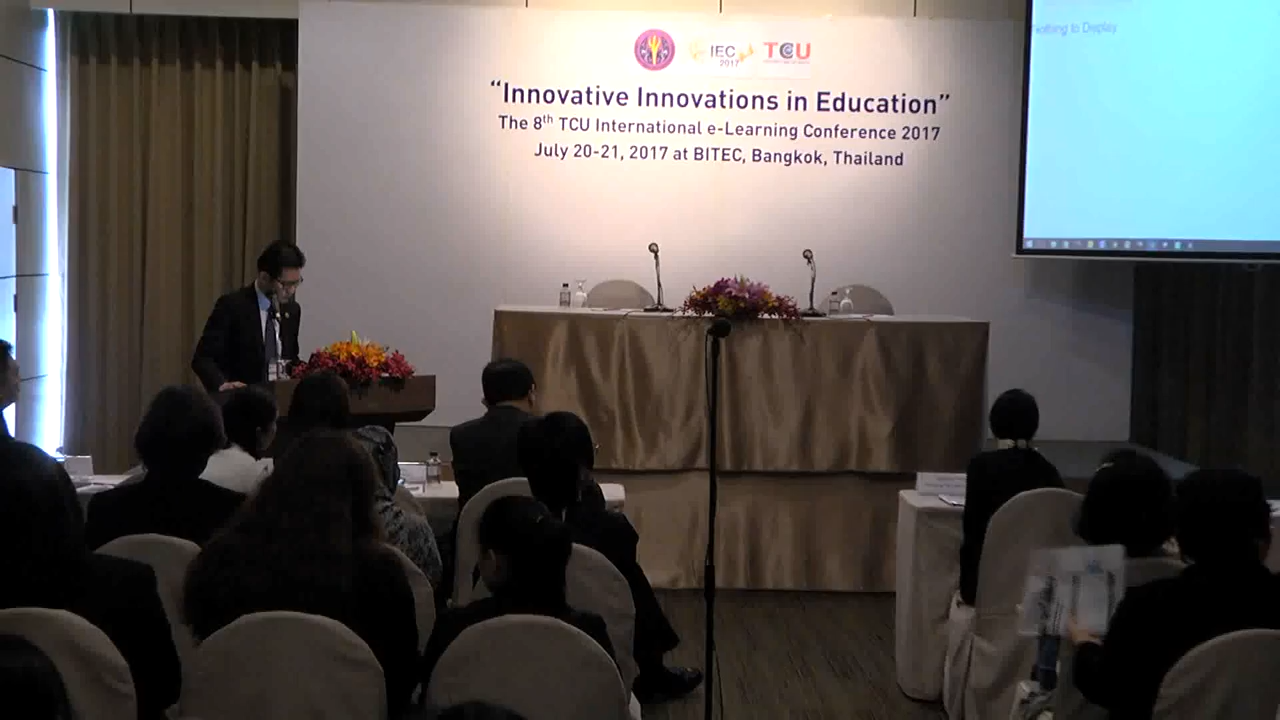 IEC
2017
TCU
“Innovative Innovations in Education”
The 8th TCU International e-Learning Conference 2017
July 20-21, 2017 at BITEC, Bangkok, Thailand
Nothing to Display